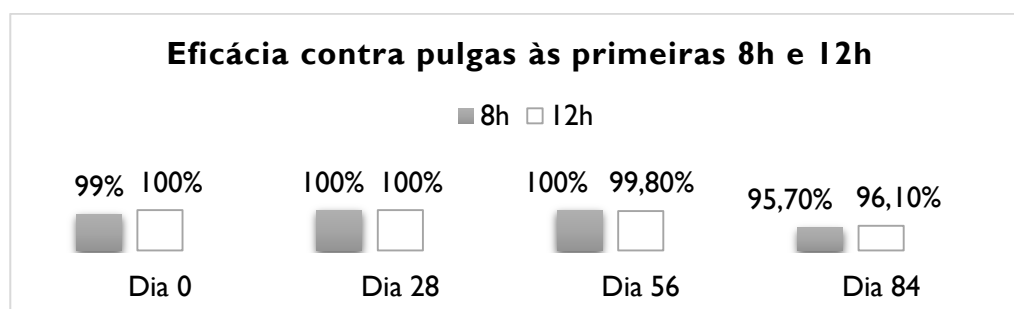 Eficácia contra pulgas às primeiras 8h e 12h
8h 12h
99% 100% 100% 100% 100% 99,80% 95,70% 96,10%
Dia 0 Dia 28 Dia 56 Dia 84